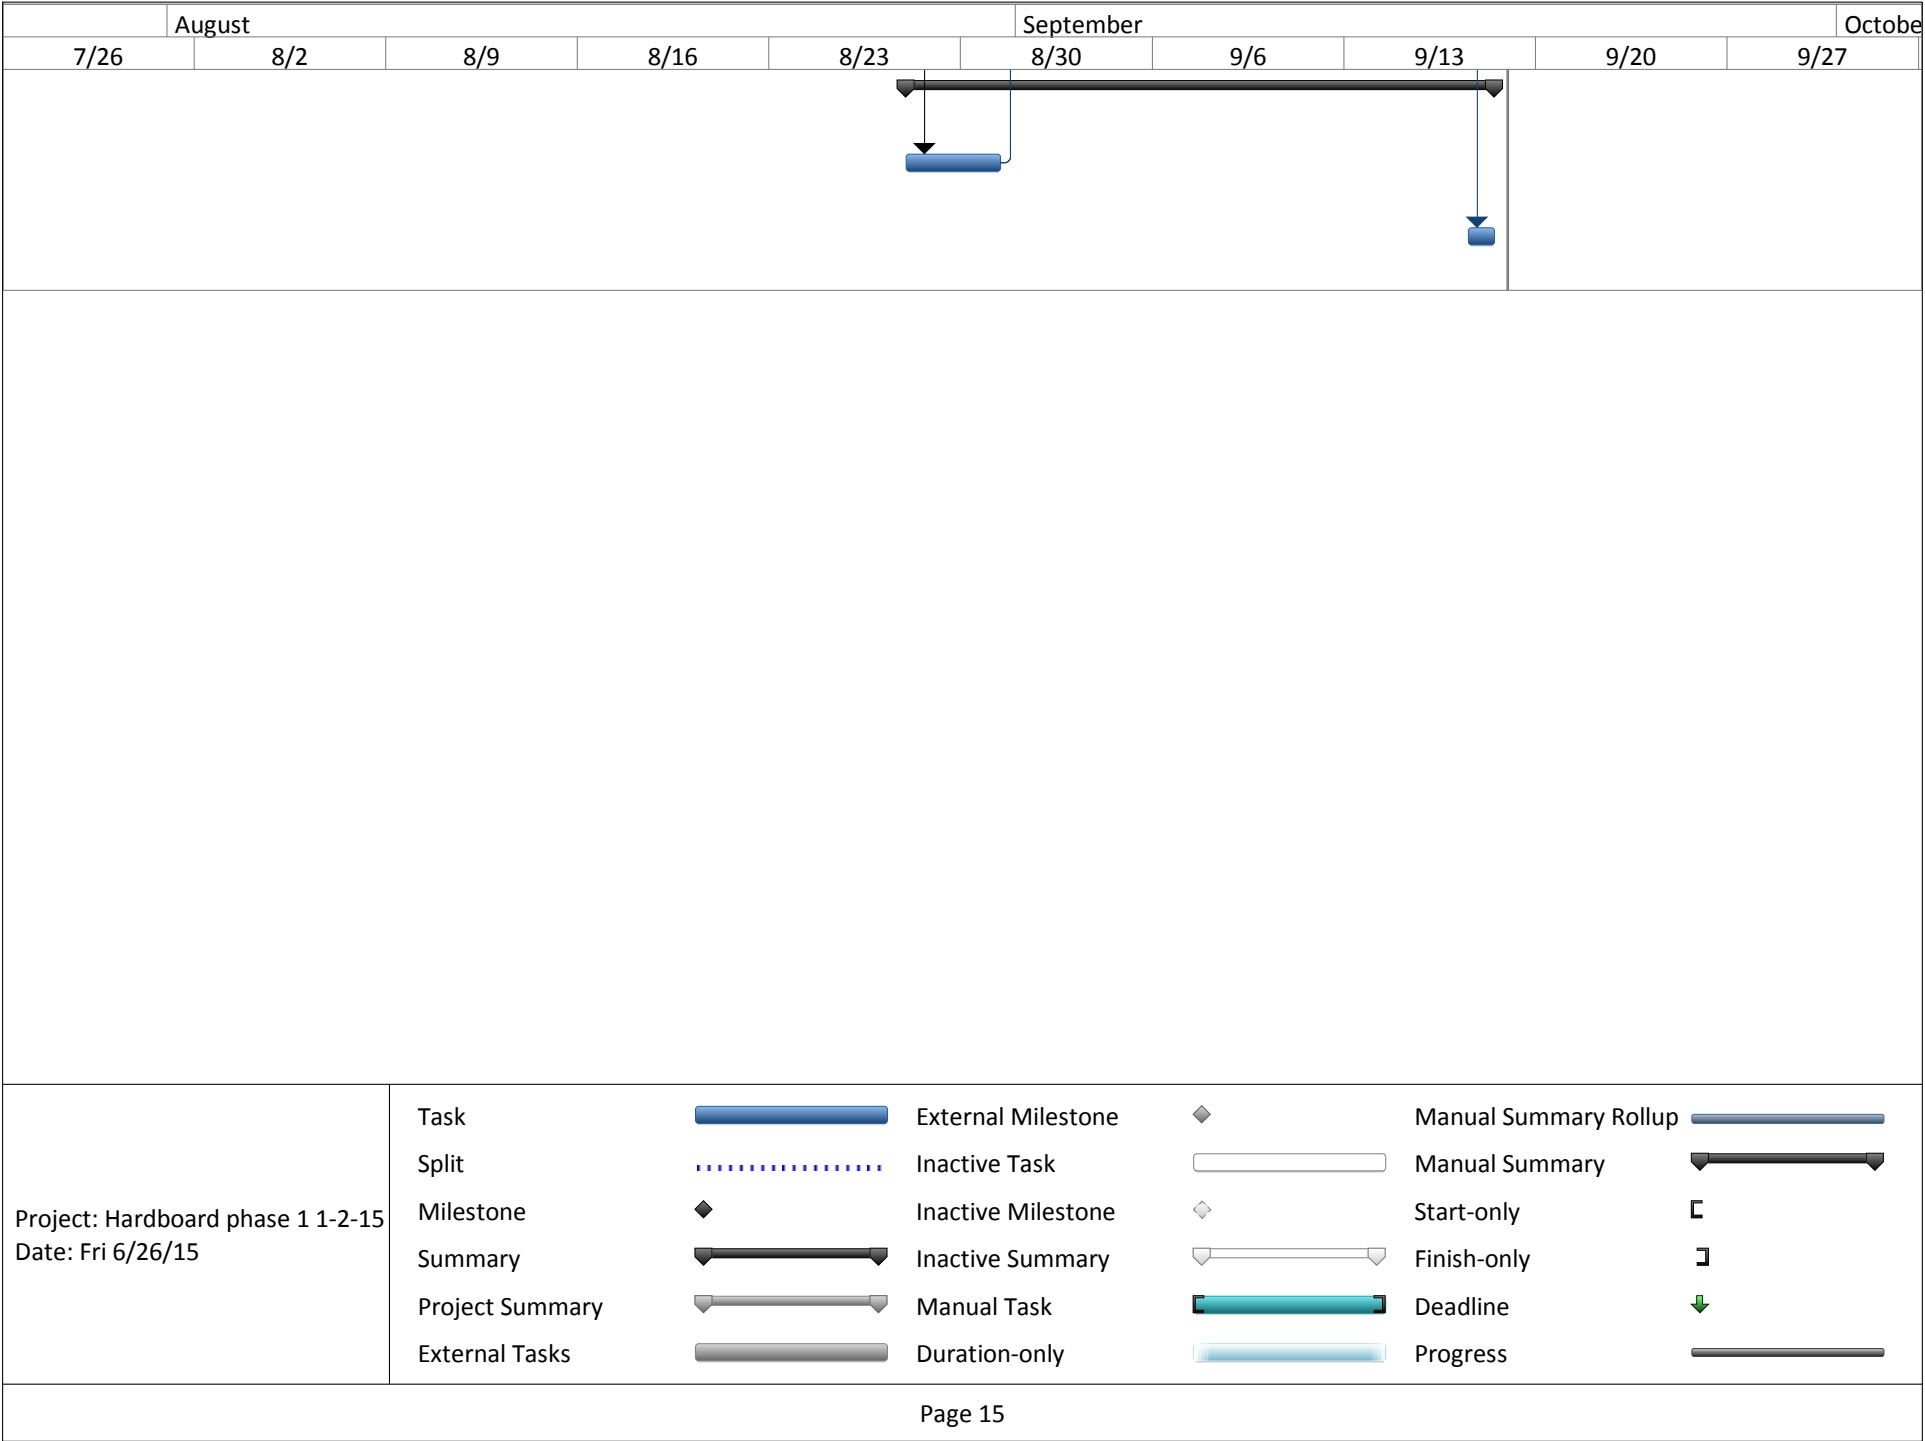 August September Octobe
7/26 8/2 8/9 8/16 8/23 8/30 9/6 9/13 9/20 9/27
Project: Hardboard phase 1 1-2-15
Date: Fri 6/26/15
Task
Split
Milestone
Summary
Project Summary
External Tasks
External Milestone
Inactive Task
Inactive Milestone
Inactive Summary
Manual Task
Duration-only
Manual Summary Rollup
Manual Summary
Start-only
Finish-only
Deadline
Progress
Page 15